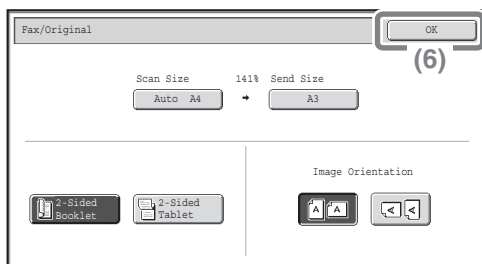 Fax/Original
OK
(6)
Scan Size 141% Send Size
Auto A4 → A3
Image Orientation
2-Sided Booklet
2-Sided Tablet
A A
A A